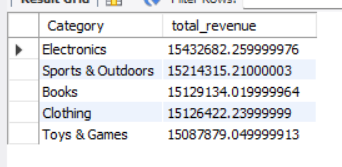 Result Grid Filter Rows:
Category total_revenue
Electronics 15432682.259999976
Sports & Outdoors 15214315.21000003
Books 15129134.019999964
Clothing 15126422.23999999
Toys & Games 15087879.049999913